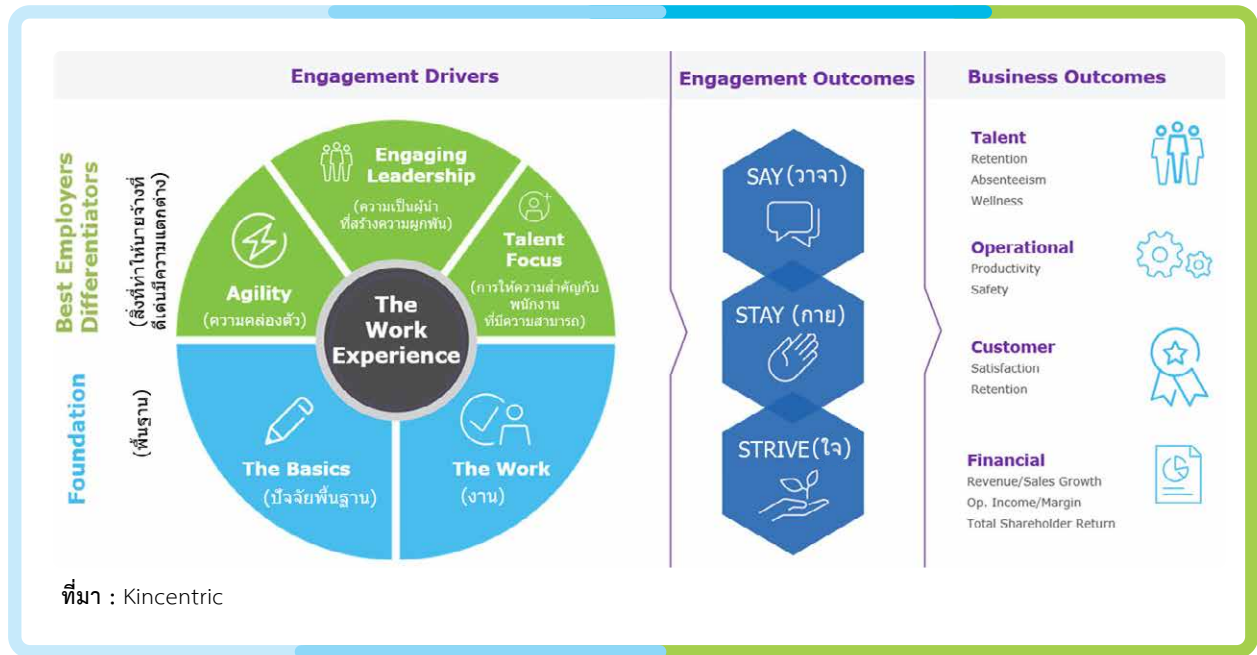 Engagement Drivers
Engagement Outcomes
Business Outcomes
Best Employers
Differentiators
(สิ่งที่ทำให้นายจ้างที่
ดีเด่นมีความแตกต่าง)
Foundation
(พื้นฐาน)
Engaging
Leadership
(ความเป็นผู้นำ
ที่สร้างความผูกพัน)
Agility
(ความคล่องตัว)
Talent
Focus
(การให้ความสำคัญกับ
พนักงาน
ที่มีความสามารถ)
The
Work
Experience
The Basics
(ปัจจัยพื้นฐาน)
The Work
(งาน)
SAY (วาจา)
STAY (กาย)
STRIVE(ใจ)
Talent
Retention
Absenteeism
Wellness
Operational
Productivity
Safety
Customer
Satisfaction
Retention
Financial
Revenue/Sales Growth
Op. Income/Margin
Total Shareholder Return
ที่มา : Kincentric